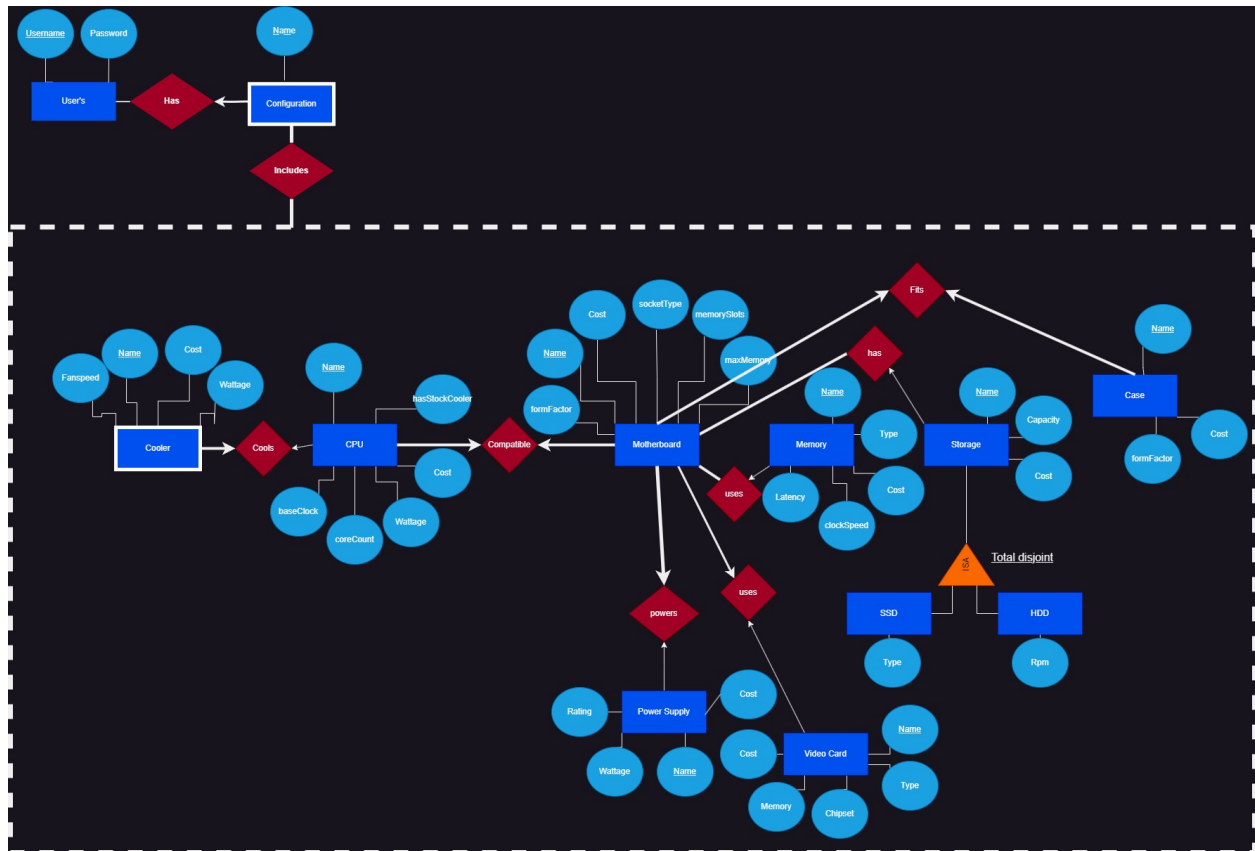 Username
Password
Name
User's
Has
Configuration
Includes
Fits
Cost
socketType
memorySlots
Name
Name
Cost
Name
has
maxMemory
Fanspeed
Wattage
Name
hasStockCooler
formFactor
Name
Name
Case
Type
Capacity
Cost
Cooler
Cools
CPU
Compatible
Motherboard
Memory
Storage
formFactor
Cost
Cost
Cost
uses
Latency
baseClock
Wattage
clockSpeed
coreCount
Total disjoint
ISA
uses
powers
SSD
HDD
Type
Rpm
Cost
Rating
Power Supply
Name
Cost
Video Card
Wattage
Name
Type
Memory
Chipset